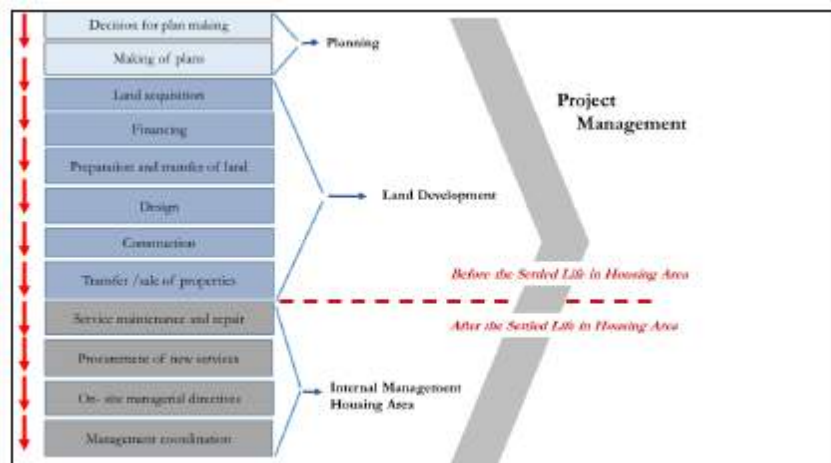 Decision for plan making
Making of plans
Planning
Land acquisition
Financing
Preparation and transfer of land
Design
Construction
Transfer /sale of properties
Land Development
Service maintenance and repair
Procurement of new services
On- site managerial directives
Management coordination
Internal Management
Housing Area
Project
Management
Before the Settled Life in Housing Area
After the Settled Life in Housing Area